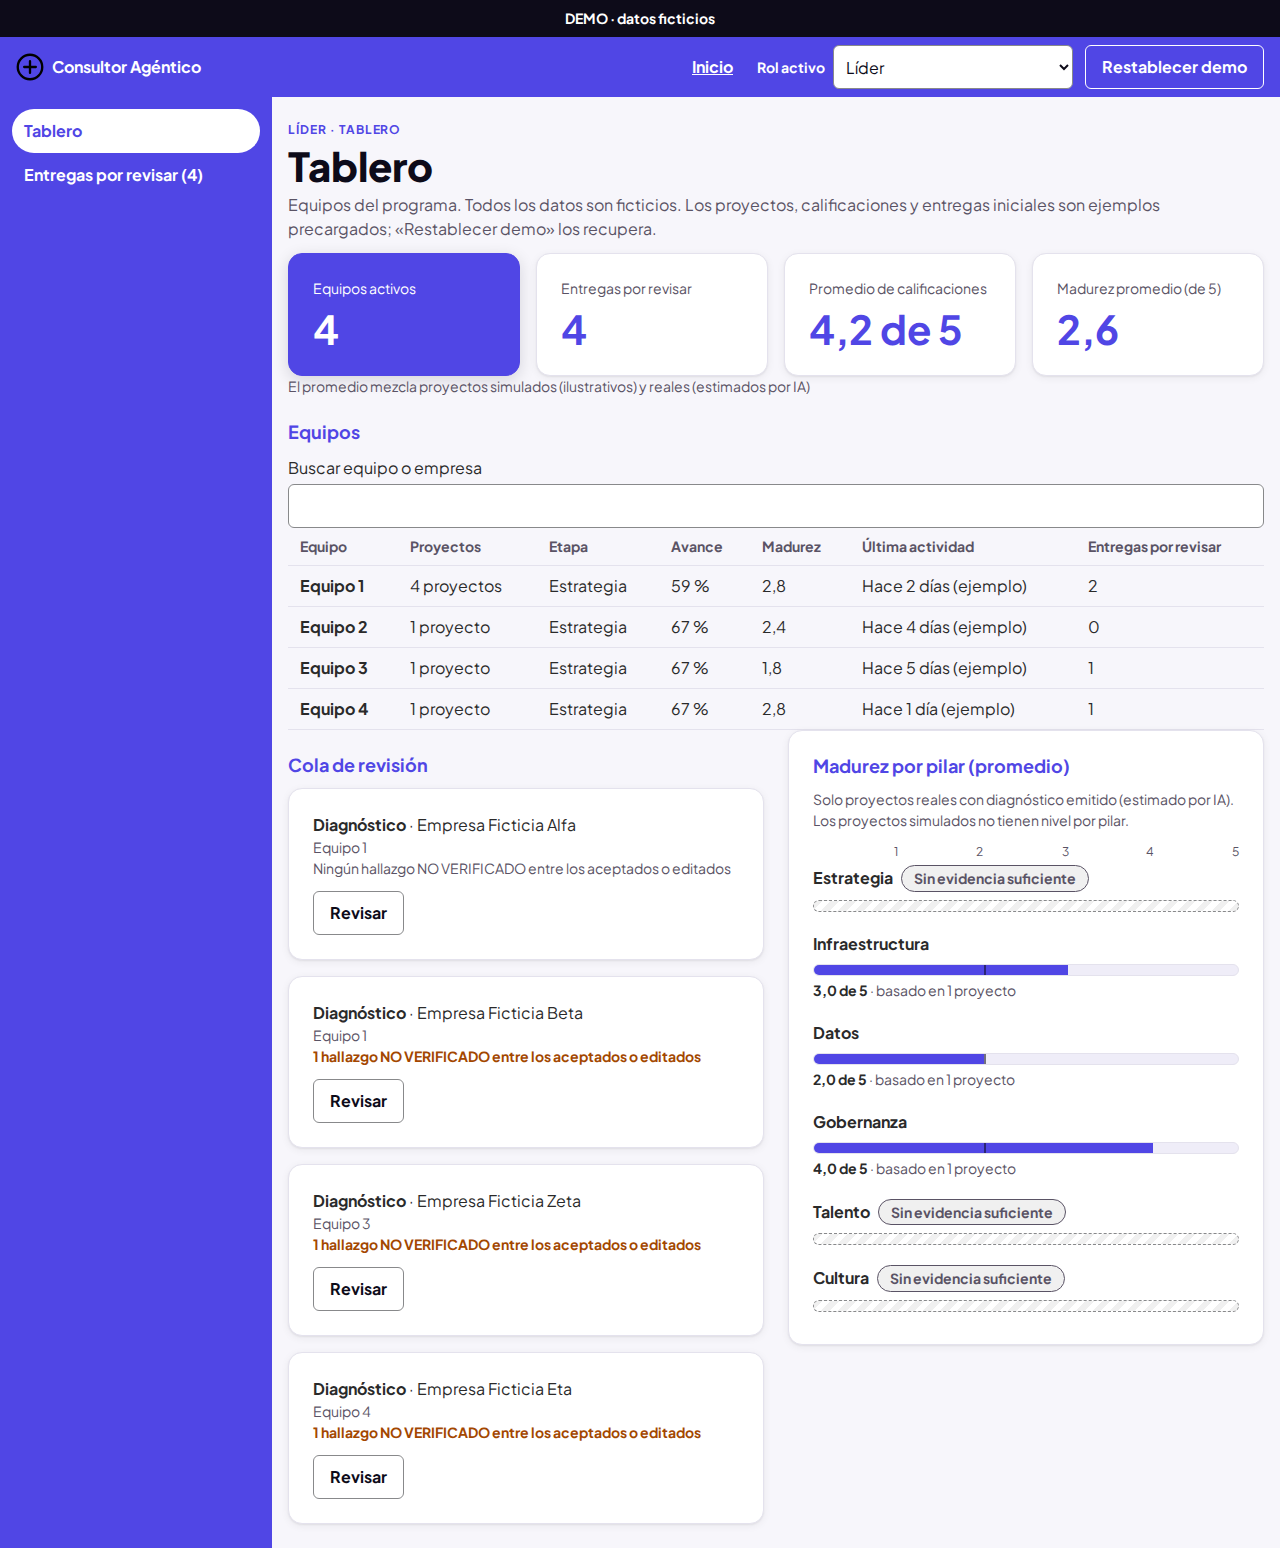 DEMO · datos ficticios
Consultor Agéntico
Inicio
Rol activo
Líder
Restablecer demo
Tablero
Entregas por revisar (4)
LÍDER · TABLERO
Tablero
Equipos del programa. Todos los datos son ficticios. Los proyectos, calificaciones y entregas iniciales son ejemplos
precargados; «Restablecer demo» los recupera.
Equipos activos
4
Entregas por revisar
4
Promedio de calificaciones
4,2 de 5
Madurez promedio (de 5)
2,6
El promedio mezcla proyectos simulados (ilustrativos) y reales (estimados por IA)
Equipos
Buscar equipo o empresa
Equipo Proyectos Etapa Avance Madurez Última actividad Entregas por revisar
Equipo 1 4 proyectos Estrategia 59 % 2,8 Hace 2 días (ejemplo) 2
Equipo 2 1 proyecto Estrategia 67 % 2,4 Hace 4 días (ejemplo) 0
Equipo 3 1 proyecto Estrategia 67 % 1,8 Hace 5 días (ejemplo) 1
Equipo 4 1 proyecto Estrategia 67 % 2,8 Hace 1 día (ejemplo) 1
Cola de revisión
Diagnóstico · Empresa Ficticia Alfa
Equipo 1
Ningún hallazgo NO VERIFICADO entre los aceptados o editados
Revisar
Diagnóstico · Empresa Ficticia Beta
Equipo 1
1 hallazgo NO VERIFICADO entre los aceptados o editados
Revisar
Diagnóstico · Empresa Ficticia Zeta
Equipo 3
1 hallazgo NO VERIFICADO entre los aceptados o editados
Revisar
Diagnóstico · Empresa Ficticia Eta
Equipo 4
1 hallazgo NO VERIFICADO entre los aceptados o editados
Revisar
Madurez por pilar (promedio)
Solo proyectos reales con diagnóstico emitido (estimado por IA).
Los proyectos simulados no tienen nivel por pilar.
1 2 3 4 5
Estrategia Sin evidencia suficiente
Infraestructura
3,0 de 5 · basado en 1 proyecto
Datos
2,0 de 5 · basado en 1 proyecto
Gobernanza
4,0 de 5 · basado en 1 proyecto
Talento Sin evidencia suficiente
Cultura Sin evidencia suficiente